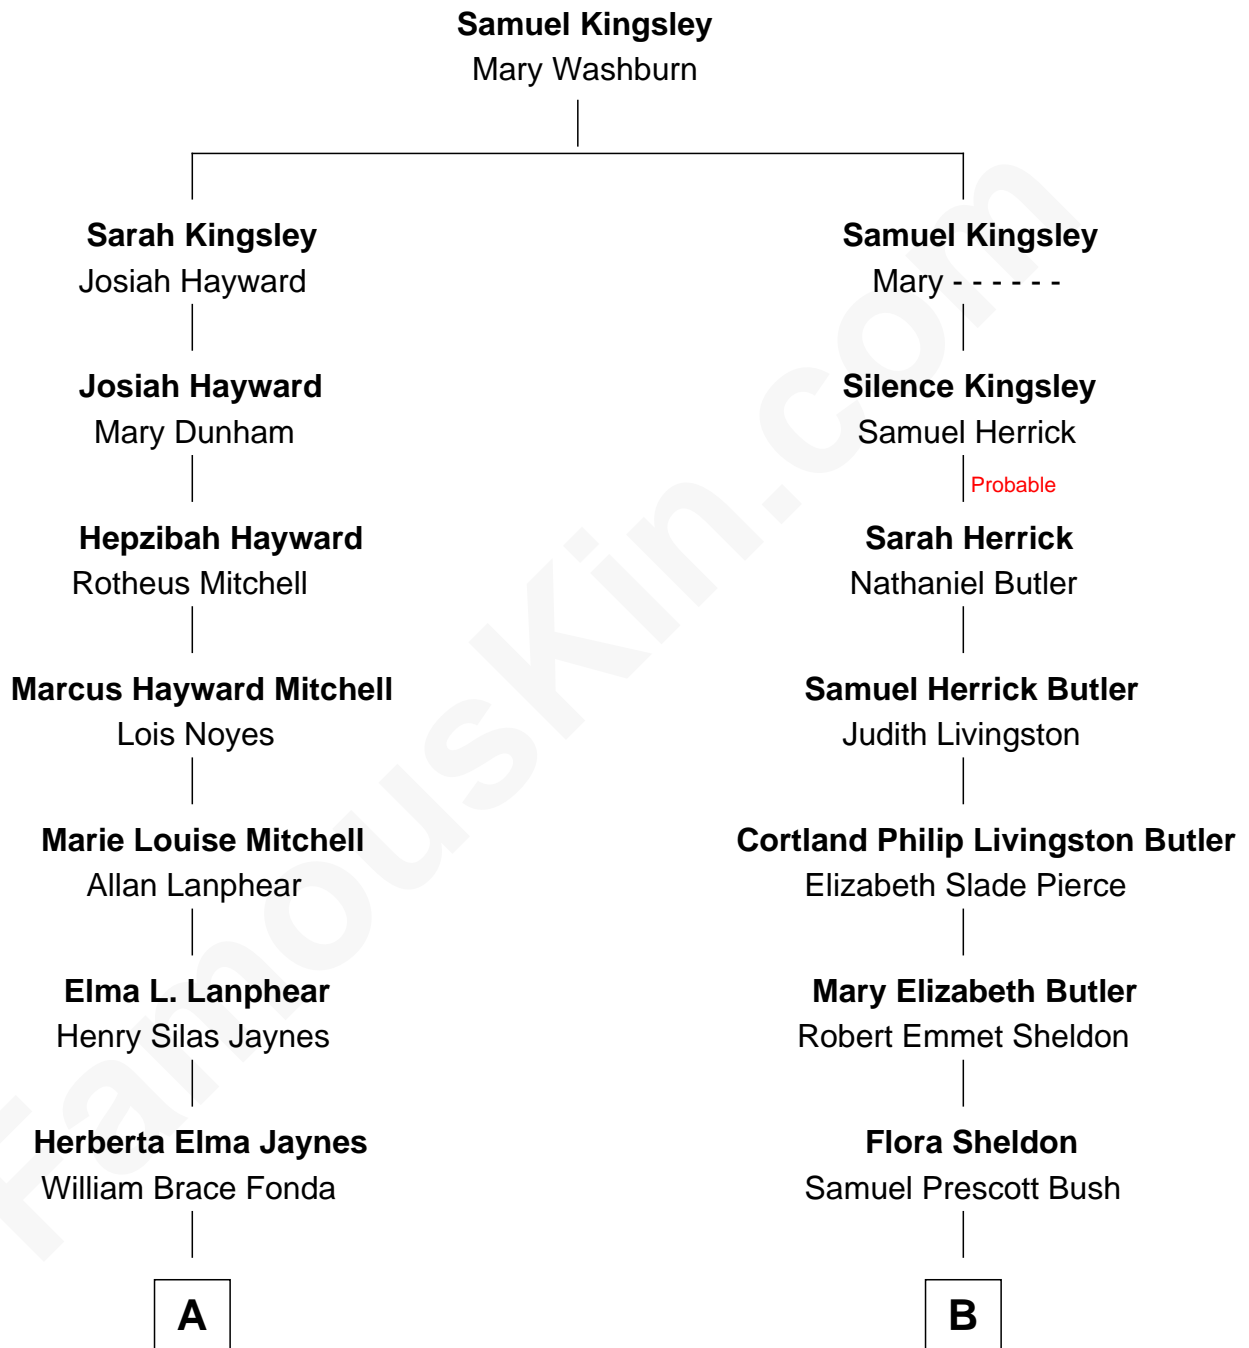 Samuel Kingsley
Mary Washburn
Sarah Kingsley
Josiah Hayward
Josiah Hayward
Mary Dunham
Hepzibah Hayward
Rotheus Mitchell
Marcus Hayward Mitchell
Lois Noyes
Marie Louise Mitchell
Allan Lanphear
Elma L. Lanphear
Henry Silas Jaynes
Herberta Elma Jaynes
William Brace Fonda
A
Samuel Kingsley
Mary - - - - - -
Silence Kingsley
Samuel Herrick
Probable
Sarah Herrick
Nathaniel Butler
Samuel Herrick Butler
Judith Livingston
Cortland Philip Livingston Butler
Elizabeth Slade Pierce
Mary Elizabeth Butler
Robert Emmet Sheldon
Flora Sheldon
Samuel Prescott Bush
B
FamousKin.com